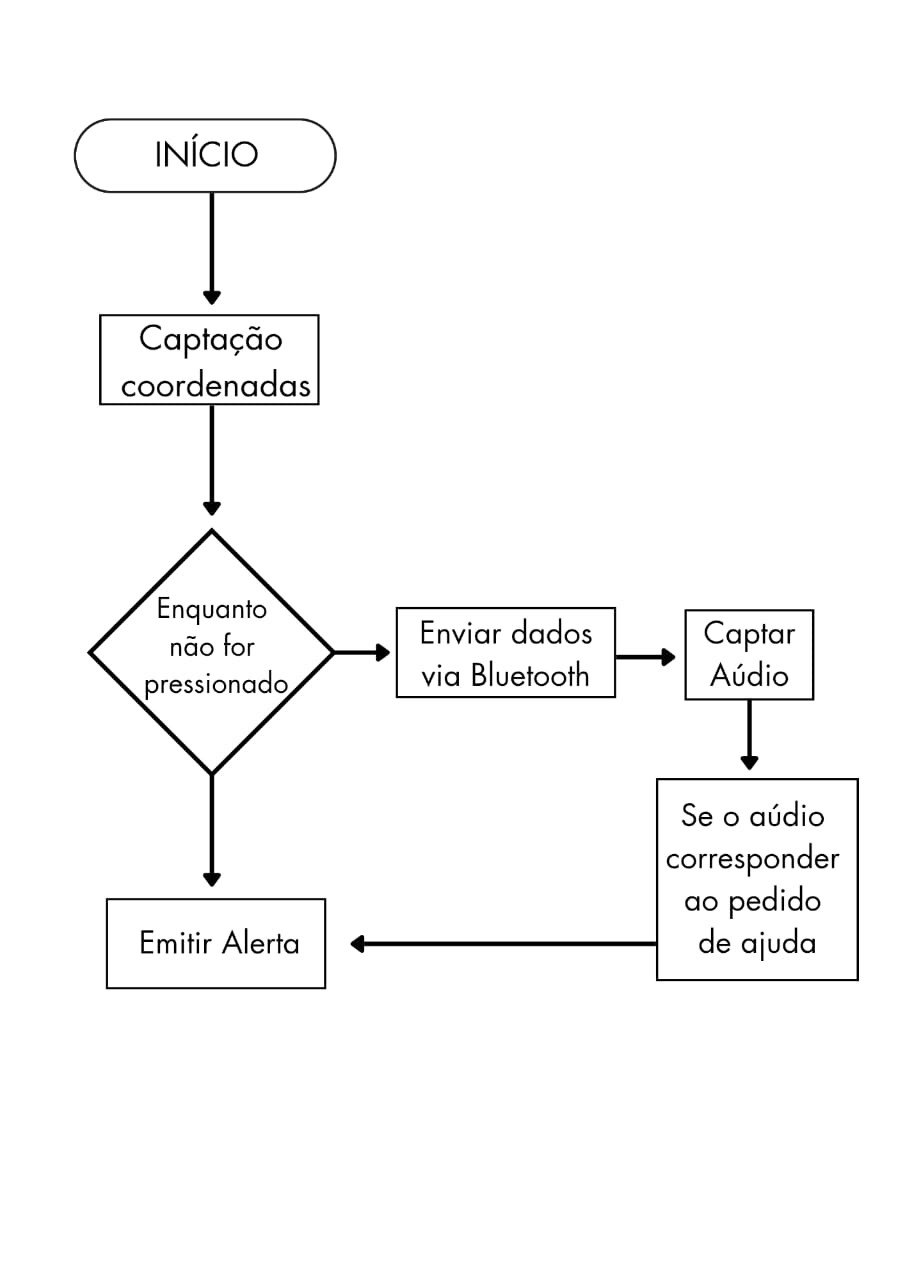 INÍCIO
Captação
coordenadas
Enquanto
não for
pressionado
Enviar dados
via Bluetooth
Captar
Aúdio
Se o aúdio
corresponder
ao pedido
de ajuda
Emitir Alerta